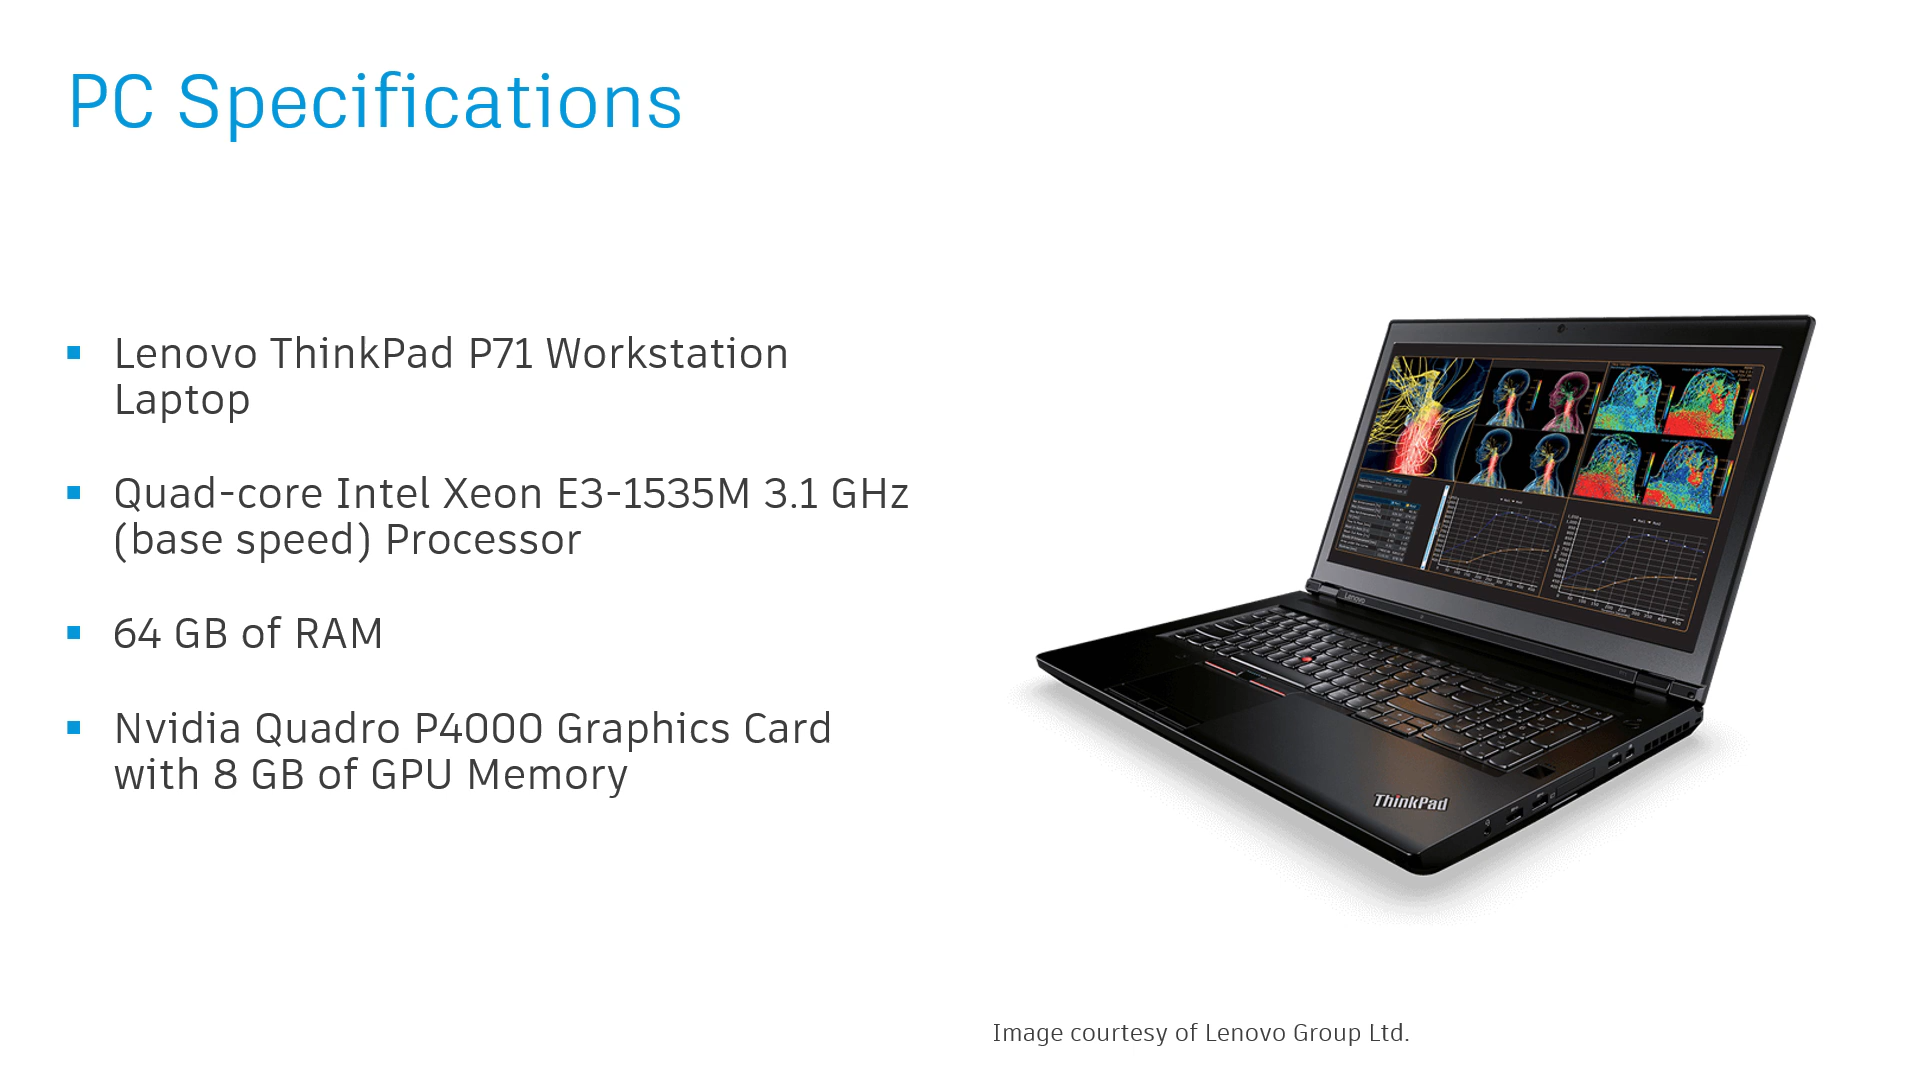 PC Specifications
Lenovo ThinkPad P71 Workstation
Laptop
Quad-core Intel Xeon E3-1535M 3.1 GHz
(base speed) Processor
64 GB of RAM
Nvidia Quadro P4000 Graphics Card
with 8 GB of GPU Memory
Lenovo
ThinkPad
Image courtesy of Lenovo Group Ltd.